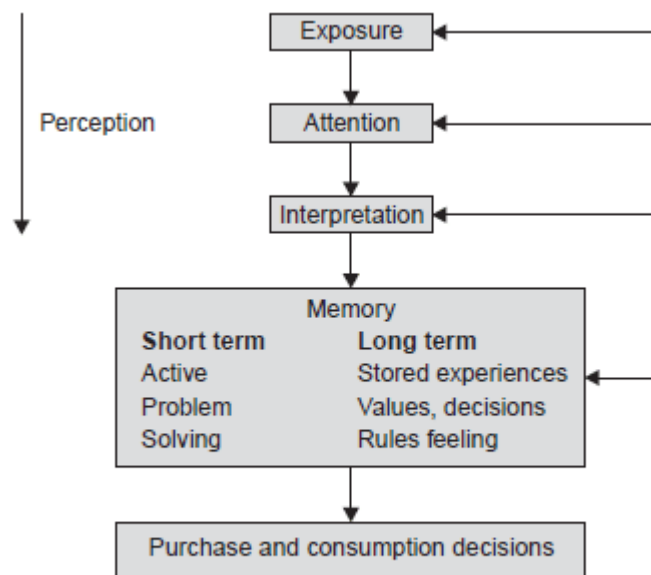 Exposure
Perception
Attention
Interpretation
Memory
Short term Long term
Active Stored experiences
Problem Values, decisions
Solving Rules feeling
Purchase and consumption decisions